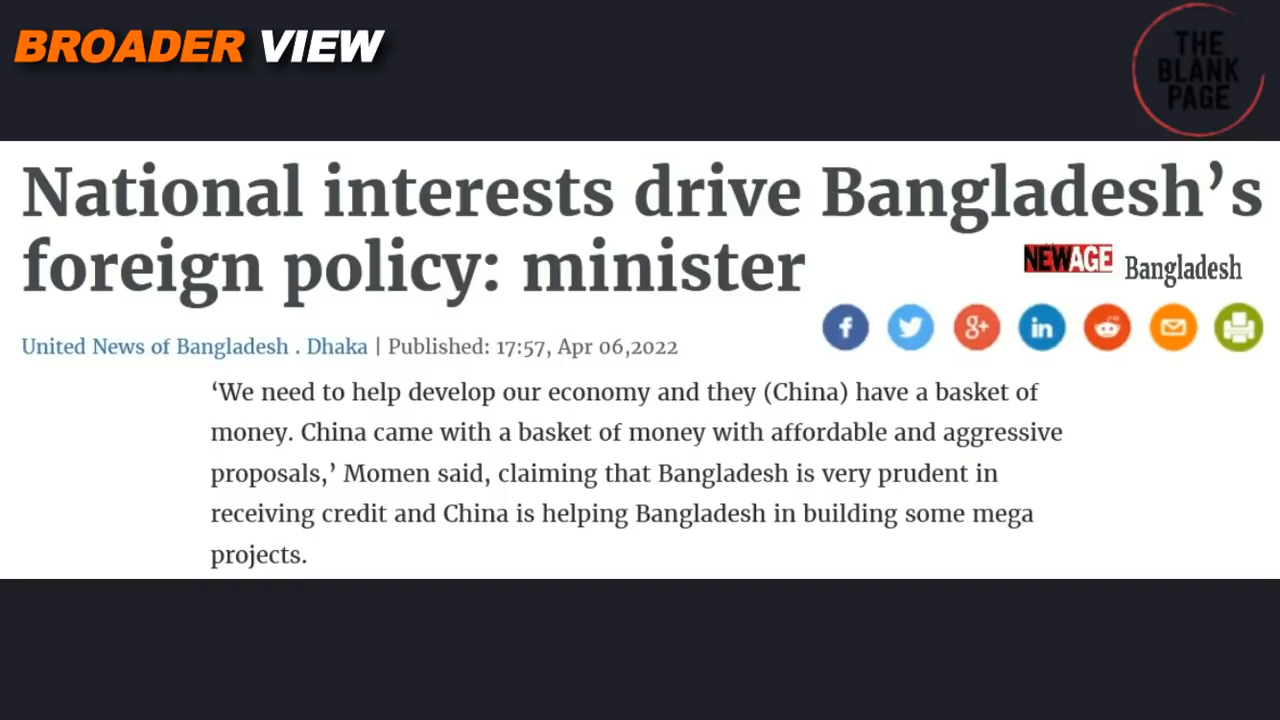 BROADER VIEW
THE
BLANK
PAGE
National interests drive Bangladesh’s
foreign policy: minister
NEWAGE Bangladesh
United News of Bangladesh . Dhaka | Published: 17:57, Apr 06,2022
‘We need to help develop our economy and they (China) have a basket of
money. China came with a basket of money with affordable and aggressive
proposals,’ Momen said, claiming that Bangladesh is very prudent in
receiving credit and China is helping Bangladesh in building some mega
projects.